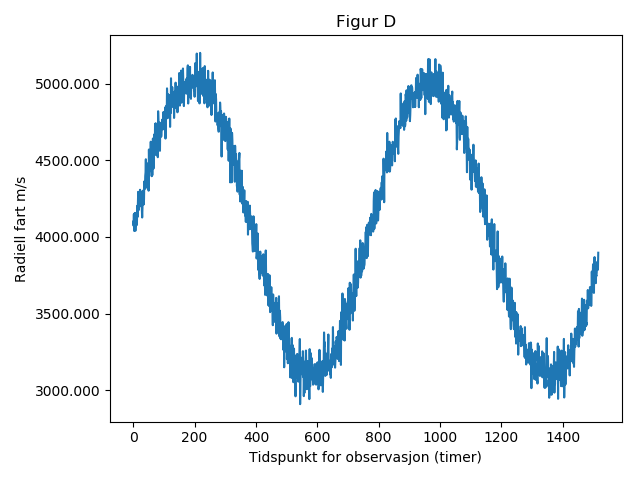 Figur D
Radiell fart m/s
5000.000
4500.000
4000.000
3500.000
3000.000
0 200 400 600 800 1000 1200 1400
Tidspunkt for observasjon (timer)